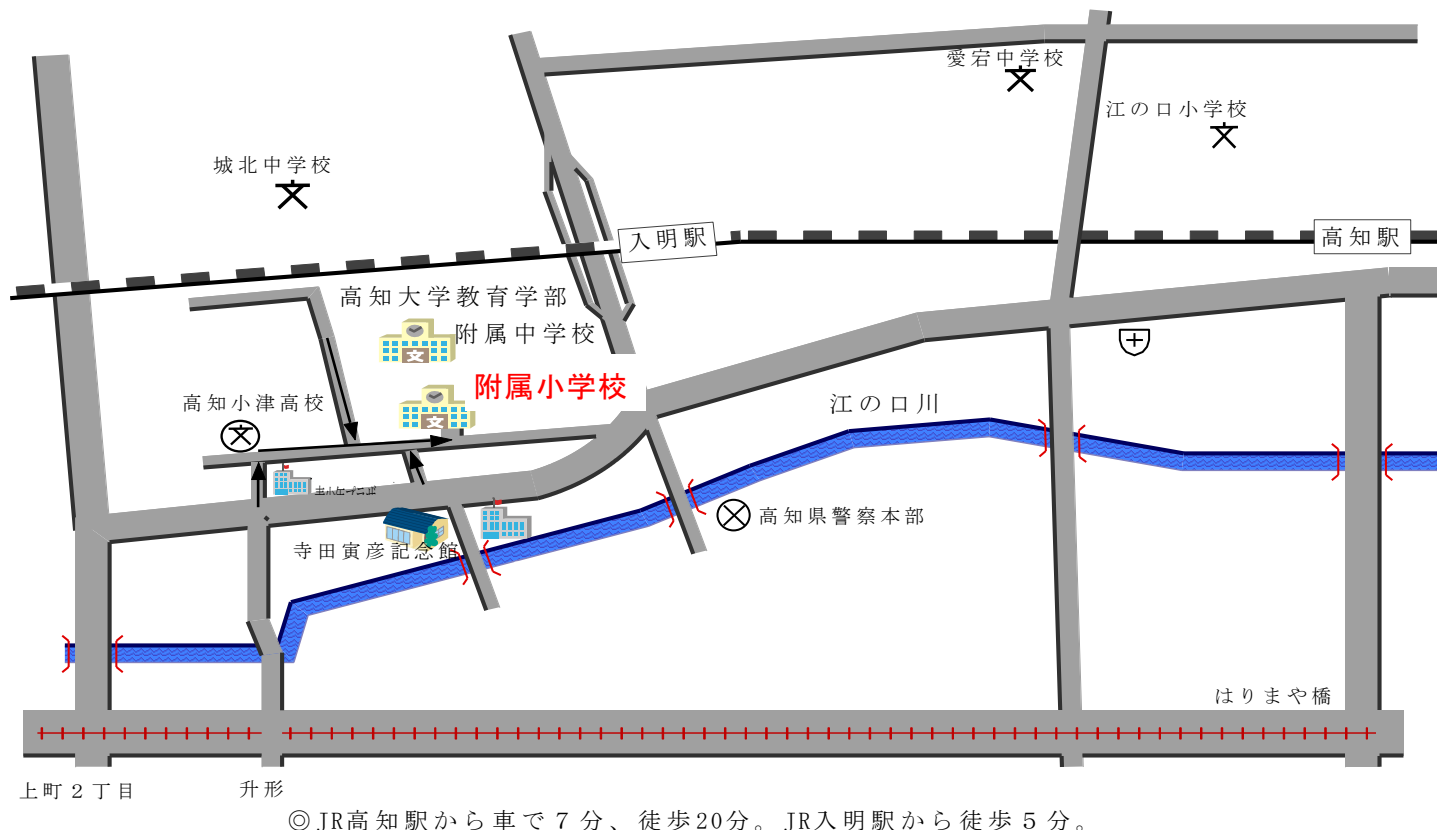 愛宕中学校
江の口小学校
城北中学校
入明駅
高知駅
高知大学教育学部
附属中学校
附属小学校
高知小津高校
江の口川
高知県警察本部
寺田寅彦記念館
はりまや橋
上町２丁目
升形
◎JR高知駅から車で７分、徒歩20分。JR入明駅から徒歩５分。